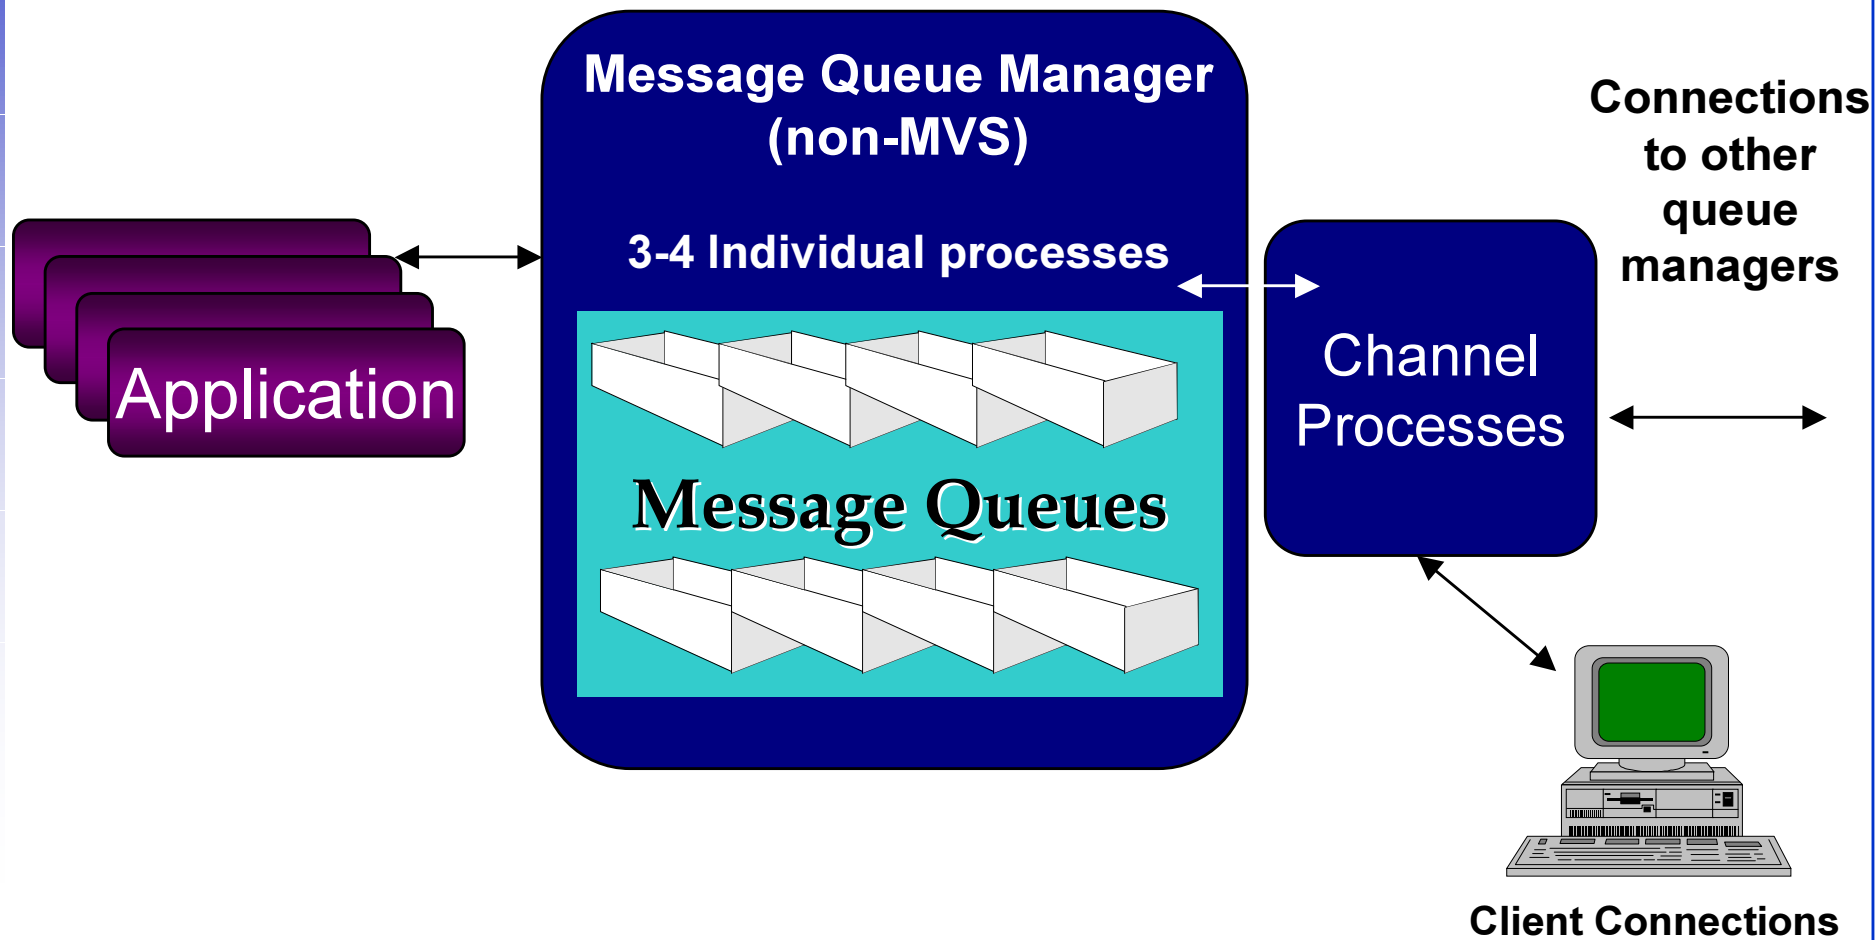 Message Queue Manager
(non-MVS)
3-4 Individual processes
Message Queues
Application
Channel
Processes
Connections
to other
queue
managers
Client Connections